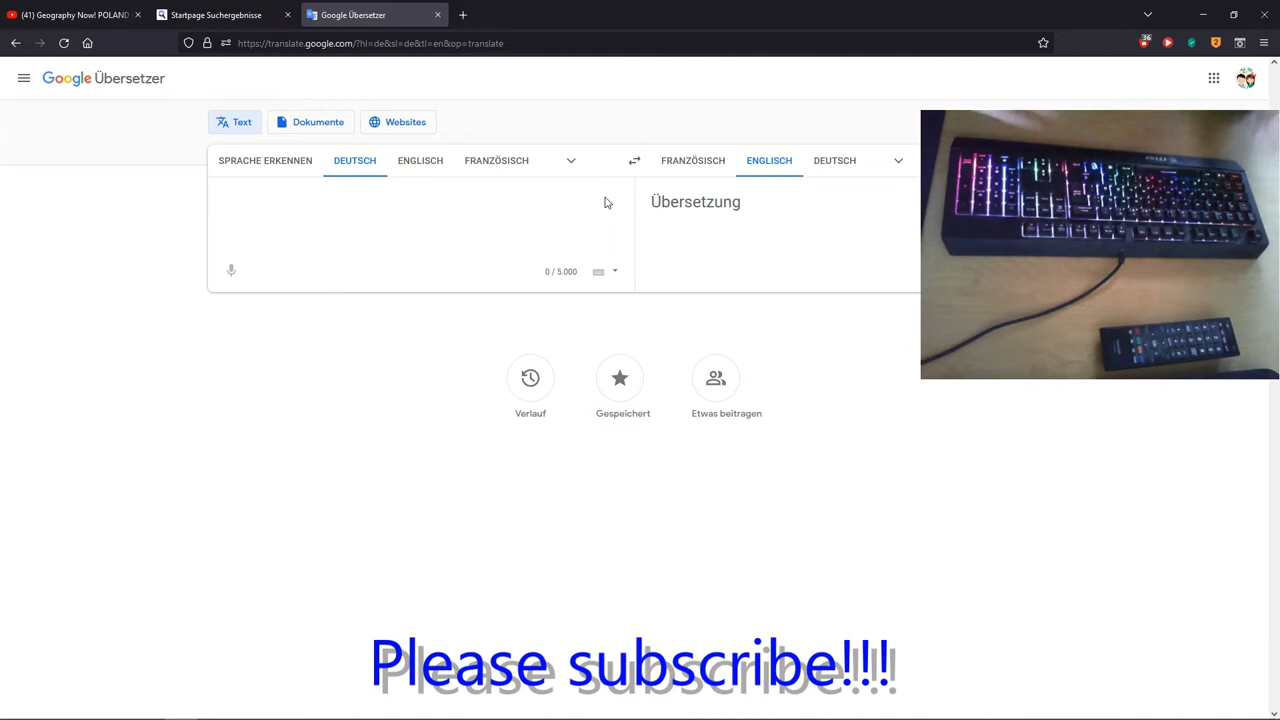 (41) Geography Now! POLAND
Startpage Suchergebnisse
Google Übersetzer
https://translate.google.com/?hl=de&sl=de&tl=en&op=translate
36
2
Google Übersetzer
Text
Dokumente
Websites
SPRACHE ERKENNEN
DEUTSCH
ENGLISCH
FRANZÖSISCH
FRANZÖSISCH
ENGLISCH
DEUTSCH
Übersetzung
0 / 5.000
Verlauf
Gespeichert
Etwas beitragen
Please subscribe!!!